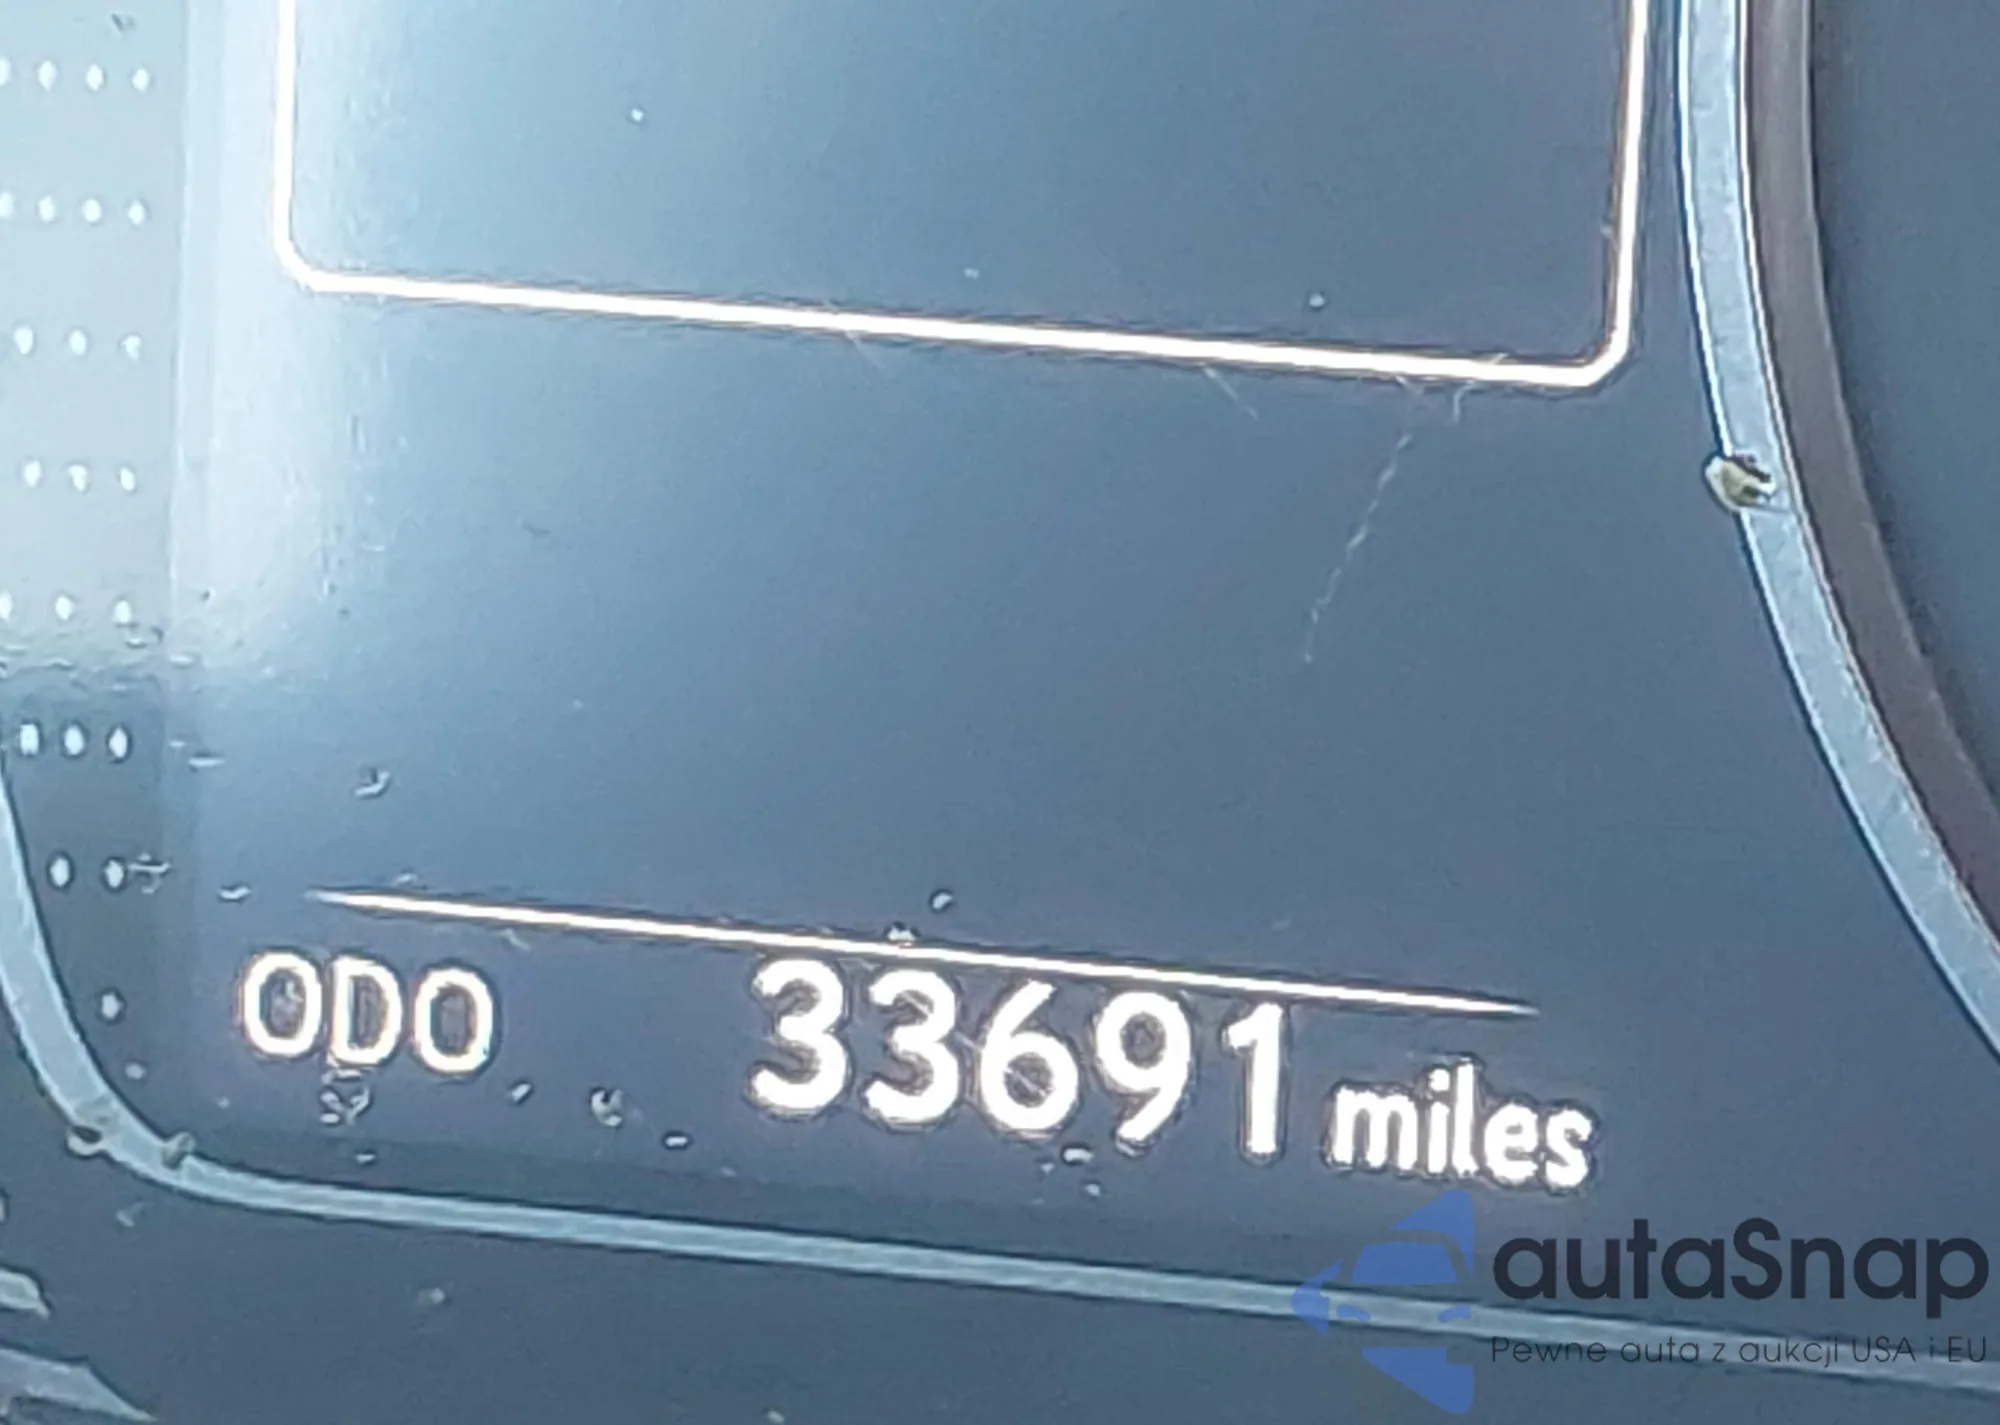 ODO 33691 miles
autaSnap
Pewne auta z aukcji USA i EU